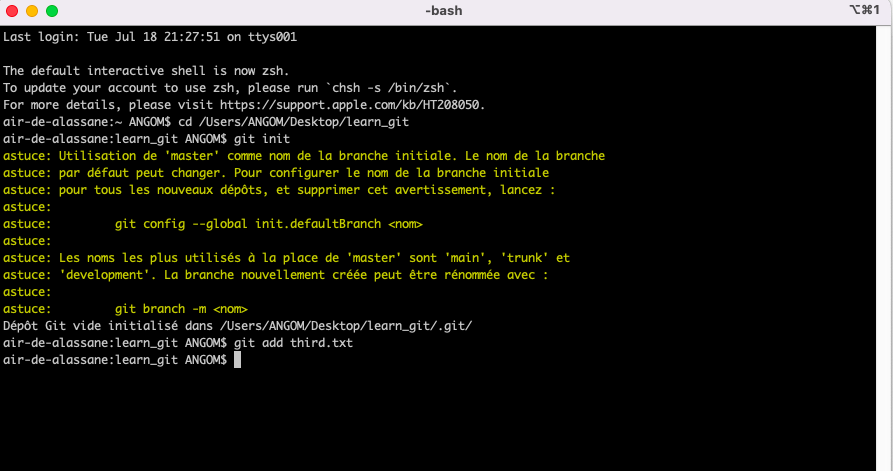 -bash
⌥⌘1
Last login: Tue Jul 18 21:27:51 on ttys001
The default interactive shell is now zsh.
To update your account to use zsh, please run `chsh -s /bin/zsh`.
For more details, please visit https://support.apple.com/kb/HT208050.
air-de-alassane:~ ANGOM$ cd /Users/ANGOM/Desktop/learn_git
air-de-alassane:learn_git ANGOM$ git init
astuce: Utilisation de 'master' comme nom de la branche initiale. Le nom de la branche
astuce: par défaut peut changer. Pour configurer le nom de la branche initiale
astuce: pour tous les nouveaux dépôts, et supprimer cet avertissement, lancez :
astuce:
astuce: 	git config --global init.defaultBranch <nom>
astuce:
astuce: Les noms les plus utilisés à la place de 'master' sont 'main', 'trunk' et
astuce: 'development'. La branche nouvellement créée peut être rénommée avec :
astuce:
astuce: 	git branch -m <nom>
Dépôt Git vide initialisé dans /Users/ANGOM/Desktop/learn_git/.git/
air-de-alassane:learn_git ANGOM$ git add third.txt
air-de-alassane:learn_git ANGOM$